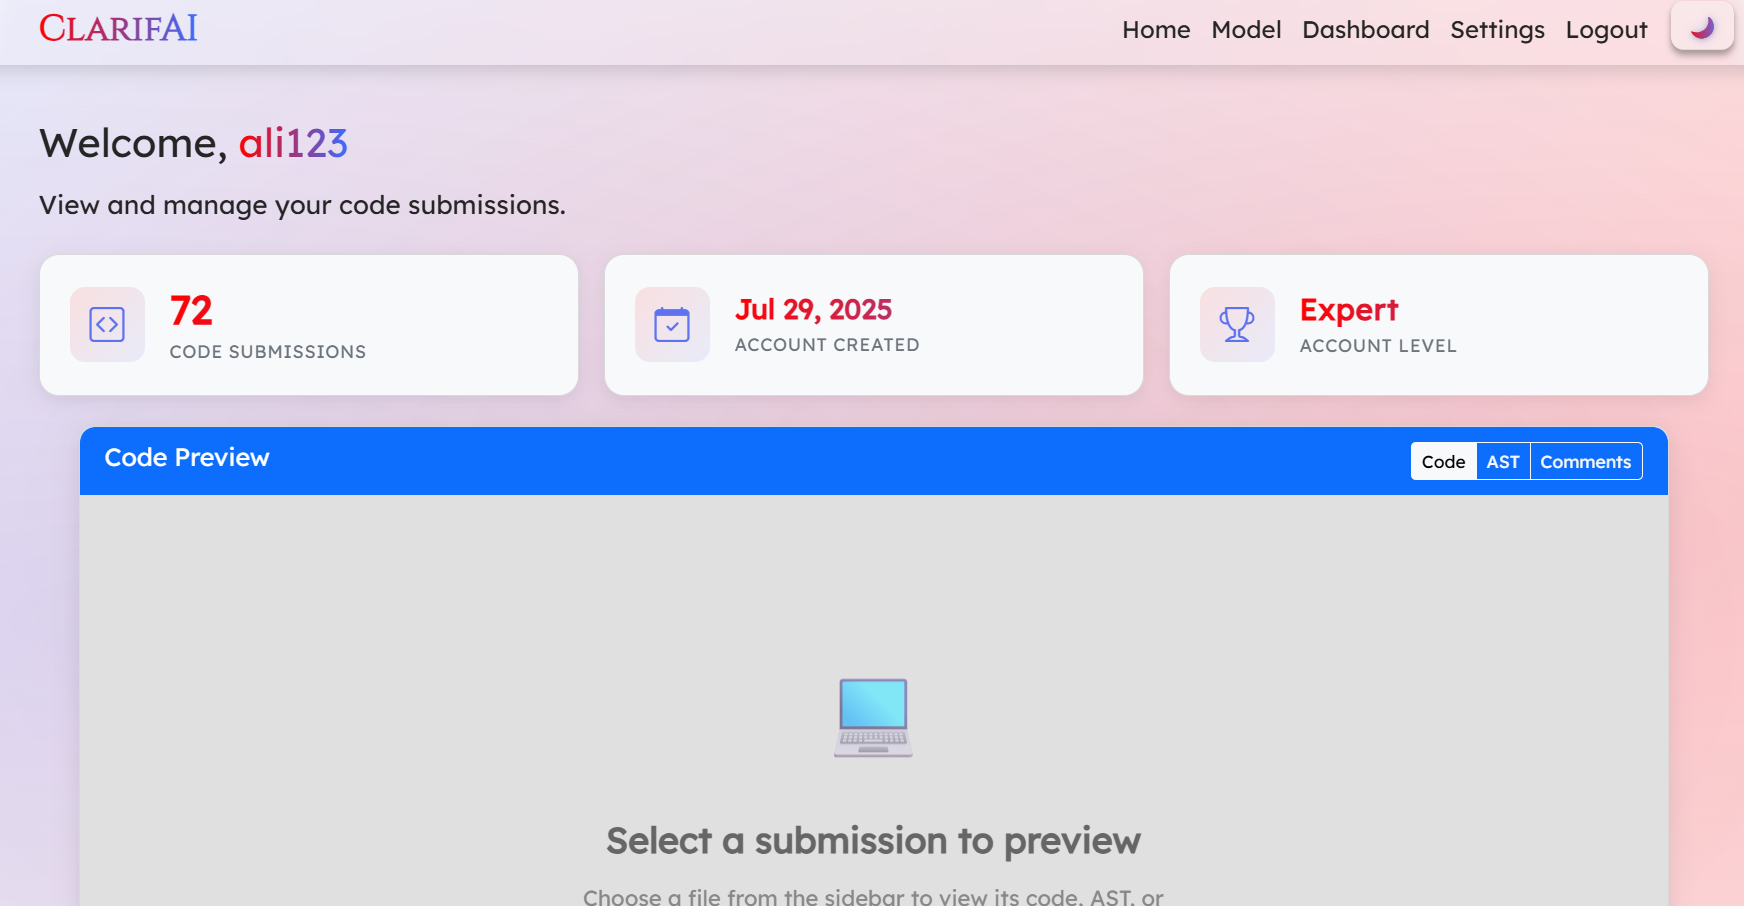 CLARIFAI
Home Model Dashboard Settings Logout
Welcome, ali123
View and manage your code submissions.
72
CODE SUBMISSIONS
Jul 29, 2025
ACCOUNT CREATED
Expert
ACCOUNT LEVEL
Code Preview
Code AST Comments
Select a submission to preview
Choose a file from the sidebar to view its code, AST, or